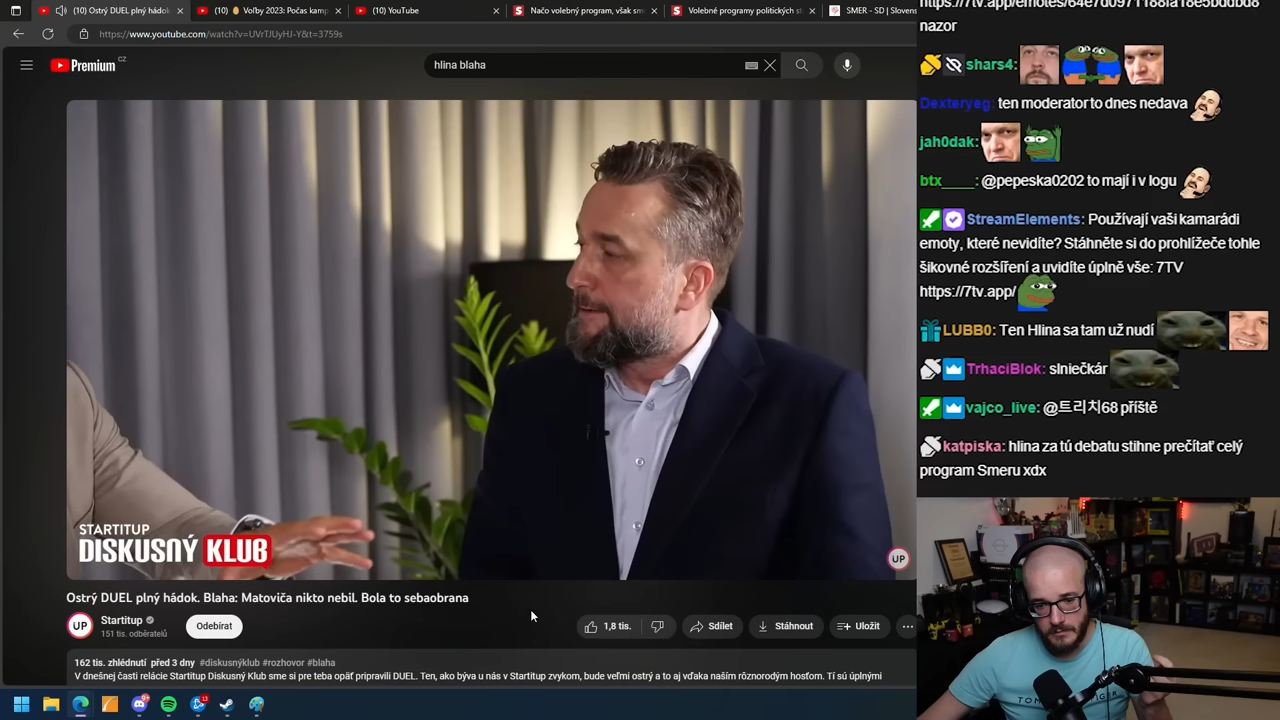 (10) Ostrý DUEL plný hádok
(10) 🥚 Voľby 2023: Počas kamp
(10) YouTube
Načo volebný program, však sm
Volebné programy politických st
SMER - SD | Slovens
https://www.youtube.com/watch?v=UVrTJUyHJ-Y&t=3759s
Premium CZ
hlina blaha
STARTITUP
DISKUSNÝ KLUB
UP
Ostrý DUEL plný hádok. Blaha: Matoviča nikto nebil. Bola to sebaobrana
UP
Startitup
151 tis. odběratelů
Odebírat
1,8 tis.
Sdílet
Stáhnout
Uložit
162 tis. zhlédnutí před 3 dny #diskusnýklub #rozhovor #blaha
V dnešnej časti relácie Startitup Diskusný Klub sme si pre teba opäť pripravili DUEL. Ten, ako býva u nás v Startitup zvykom, bude veľmi ostrý a to aj vďaka naším rôznorodým hosťom. Tí sú úplnými
nazor
shars4:
Dexteryeg: ten moderator to dnes nedava
jah0dak:
btx____: @pepeska0202 to mají i v logu
StreamElements: Používají vaši kamarádi
emoty, které nevidíte? Stáhněte si do prohlížeče tohle
šikovné rozšíření a uvidíte úplně vše: 7TV
https://7tv.app/
LUBB0: Ten Hlina sa tam už nudí
TrhaciBlok: slniečkár
vajco_live: @트리치68 příště
katpiska: hlina za tú debatu stihne prečítať celý
program Smeru xdx